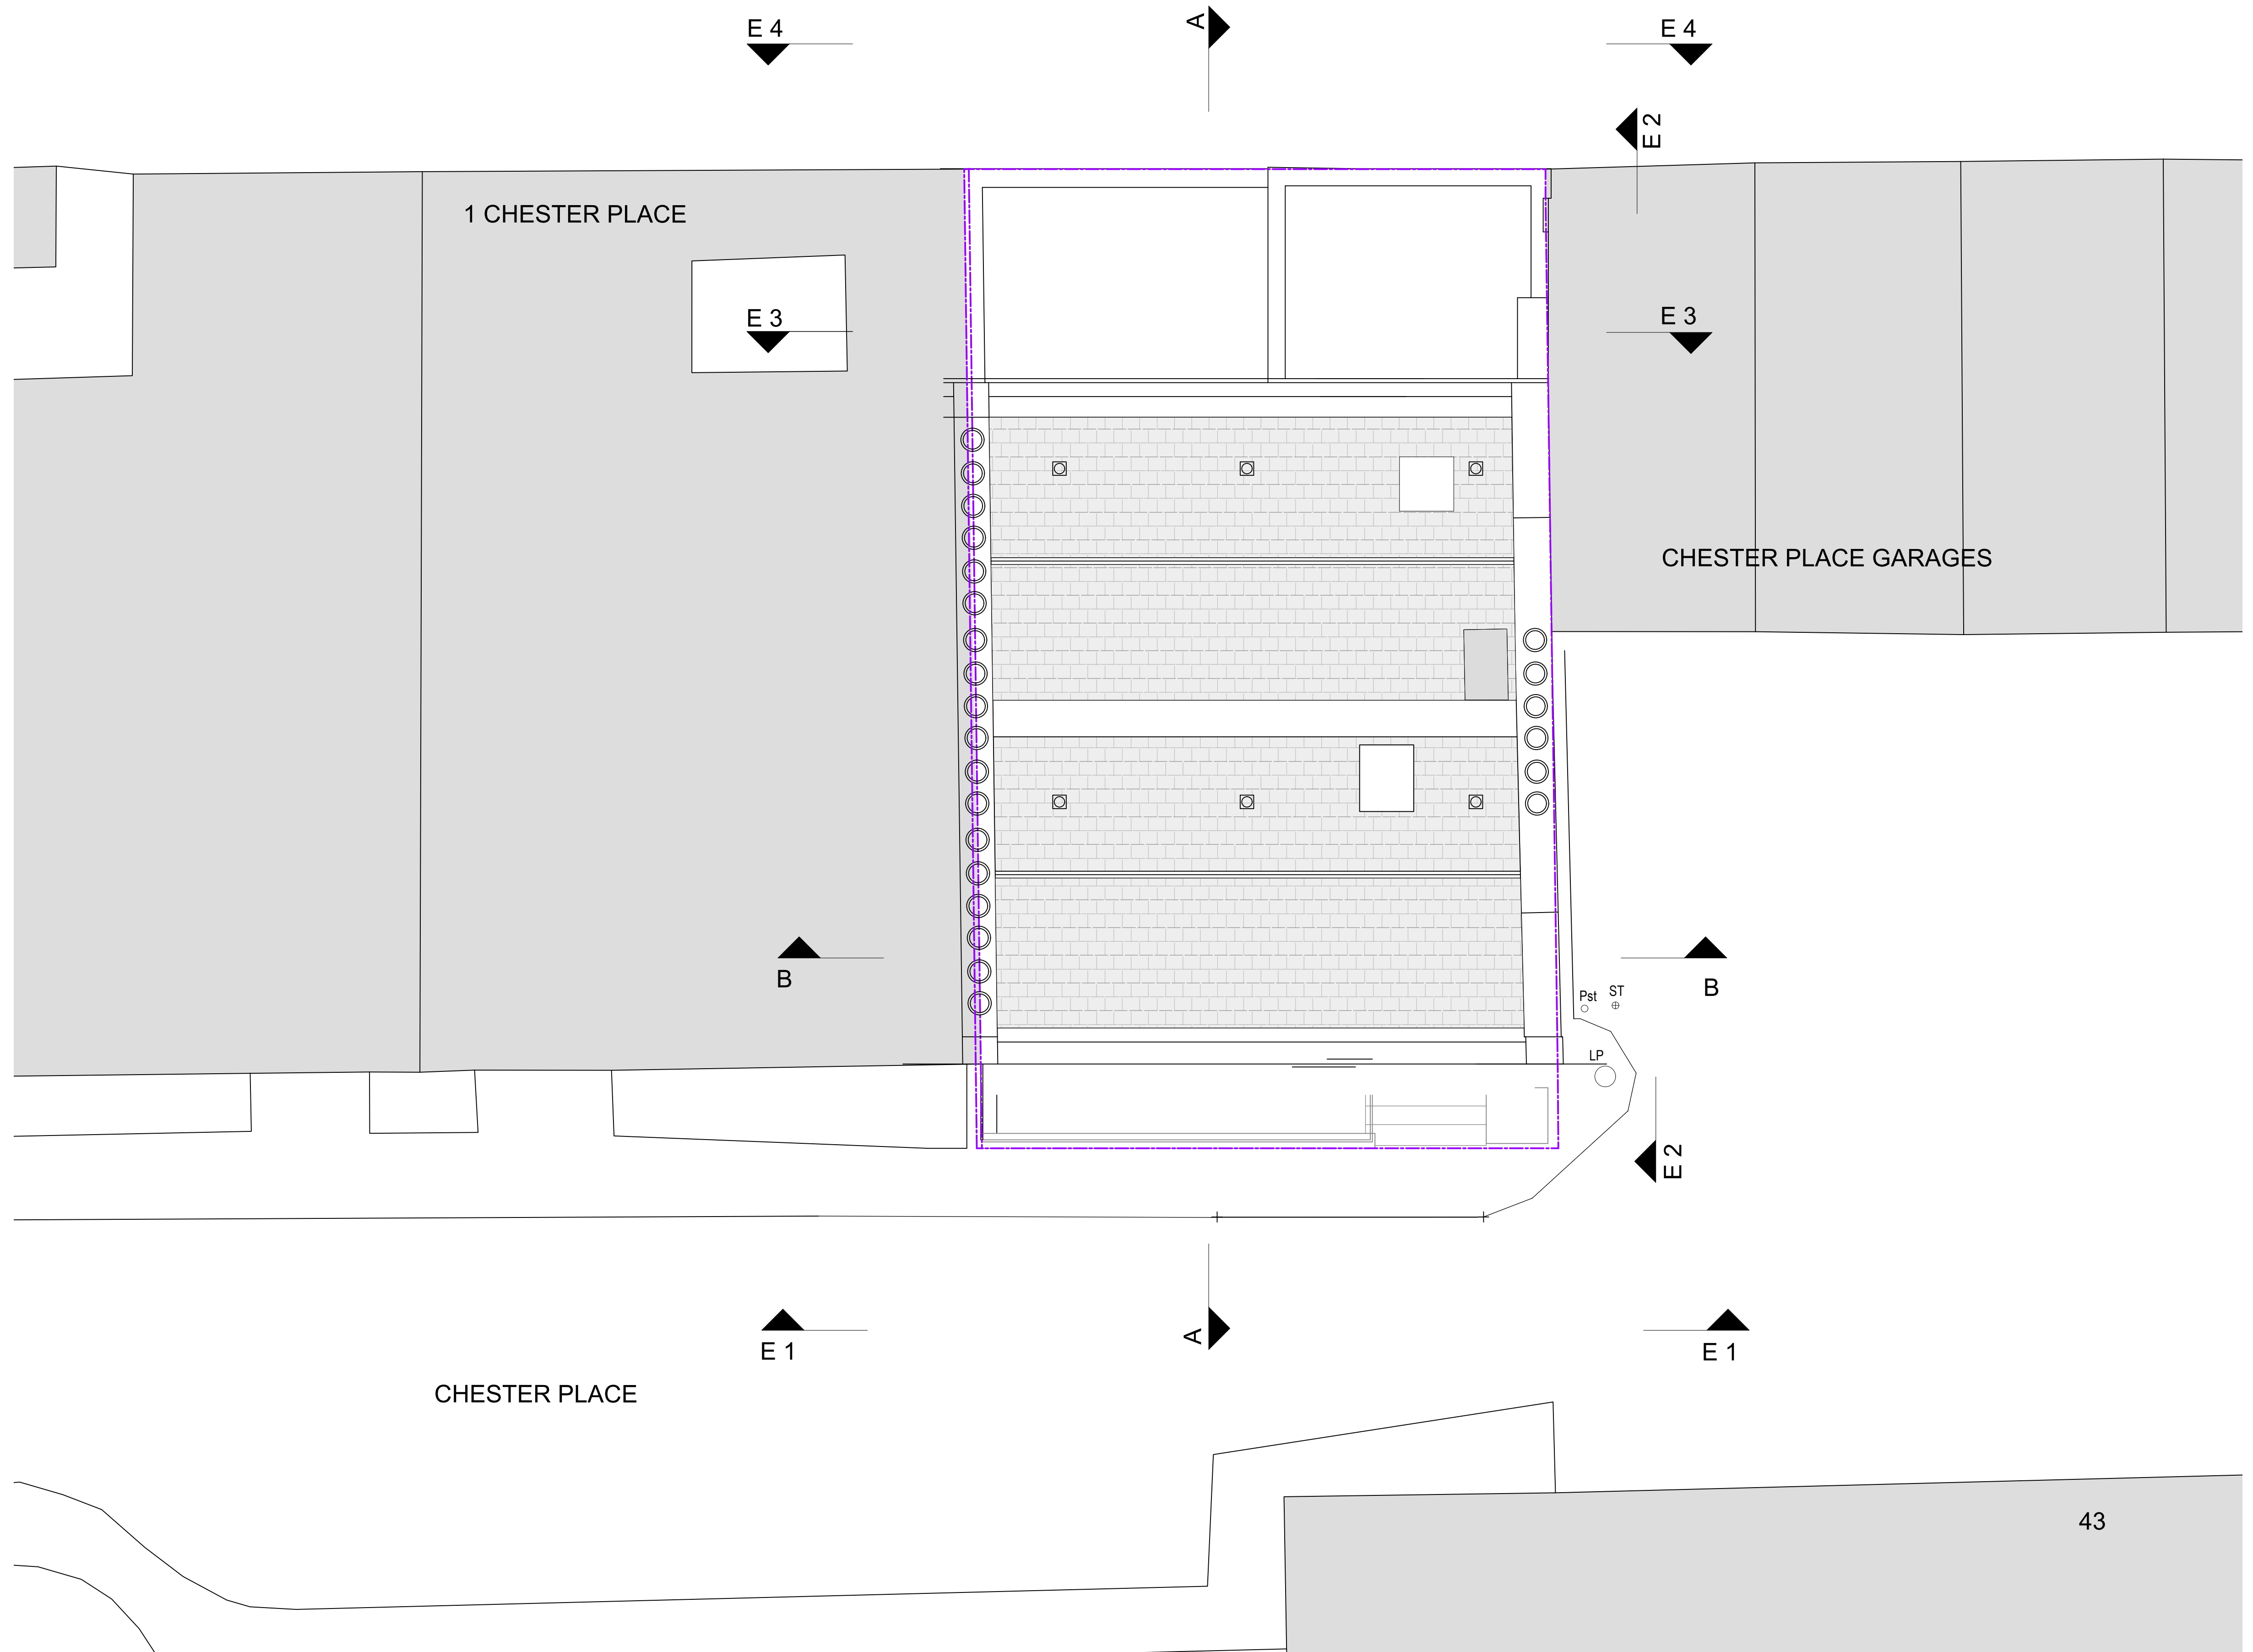 E 4
A
E 4
E 2
1 CHESTER PLACE
E 3
E 3
CHESTER PLACE GARAGES
B
B
Pst
ST
LP
E 2
E 1
A
E 1
CHESTER PLACE
43